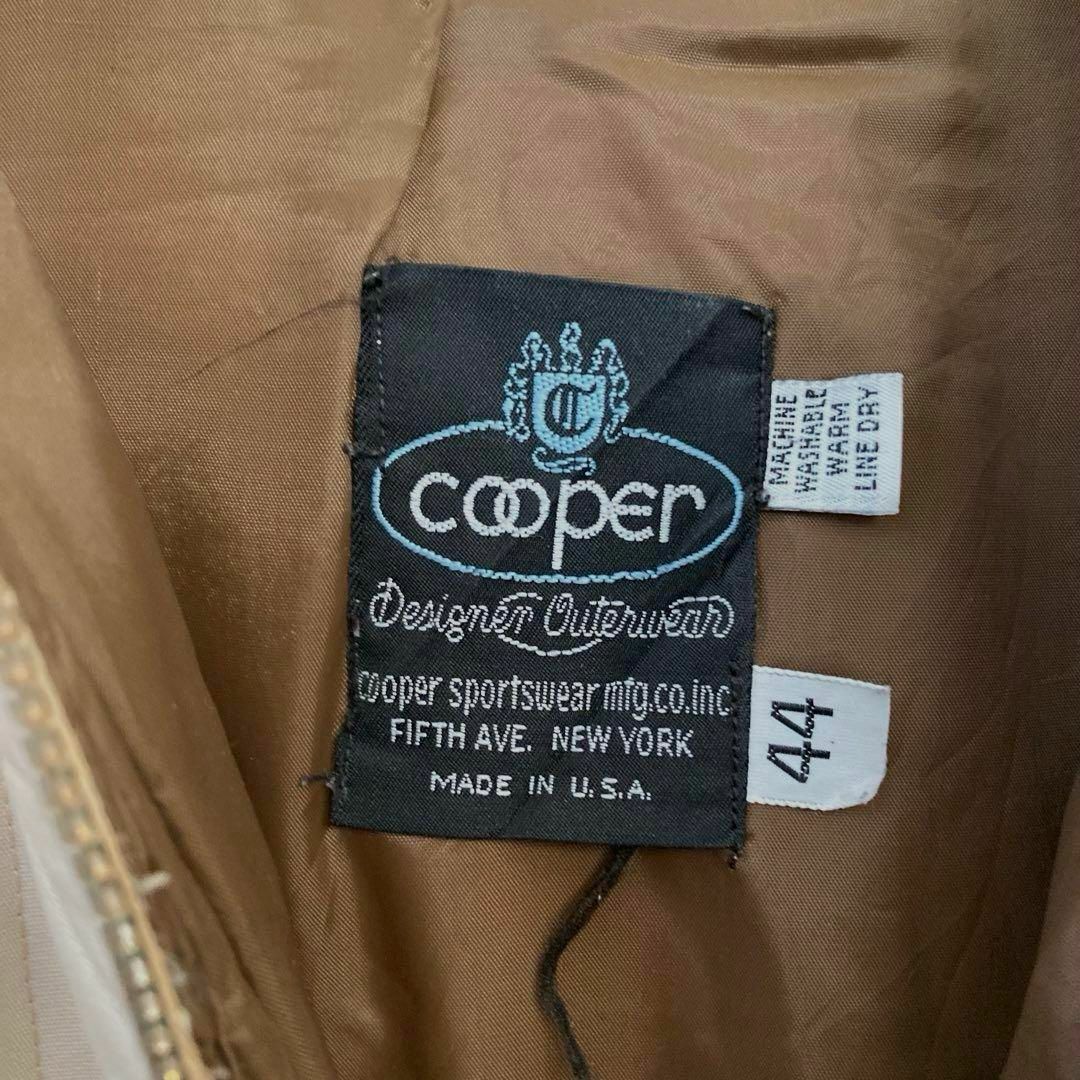 C
cooper
Designer Outerwear
cooper sportswear mfg.co.inc
FIFTH AVE. NEW YORK
MADE IN U.S.A.
MACHINE
WASHABLE
WARM
LINE DRY
44